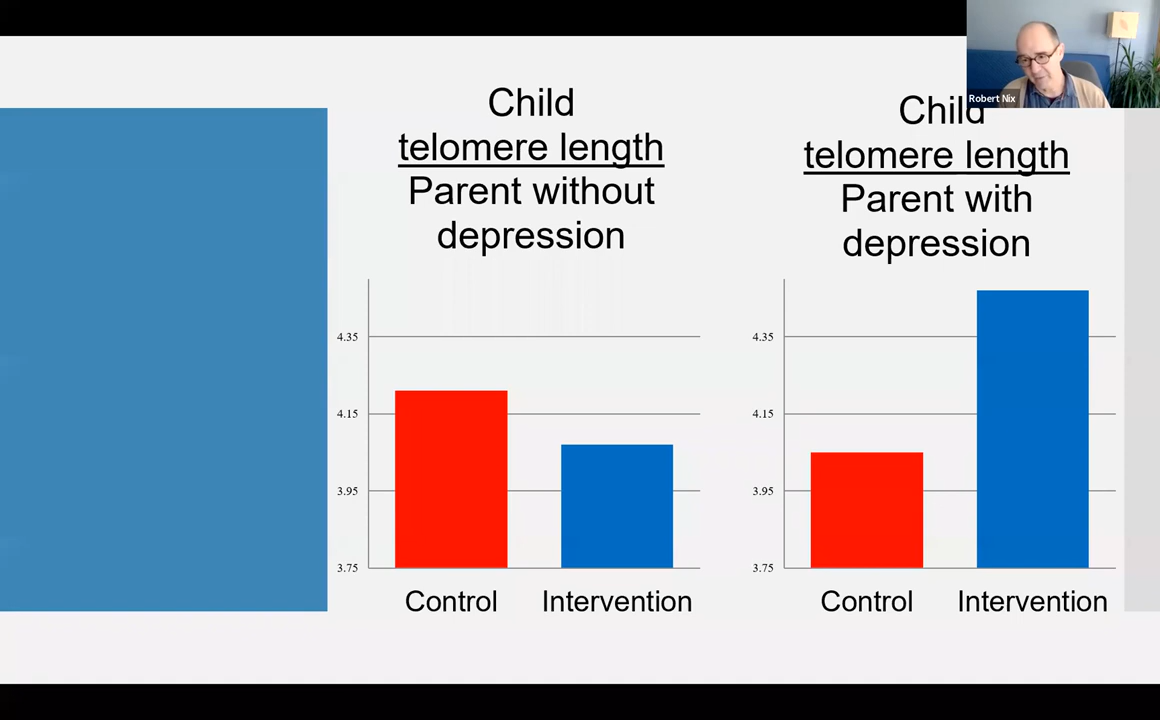 Robert Nix
Child
telomere length
Parent without
depression
Child
telomere length
Parent with
depression
4.35
4.15
3.95
3.75
Control
Intervention
4.35
4.15
3.95
3.75
Control
Intervention